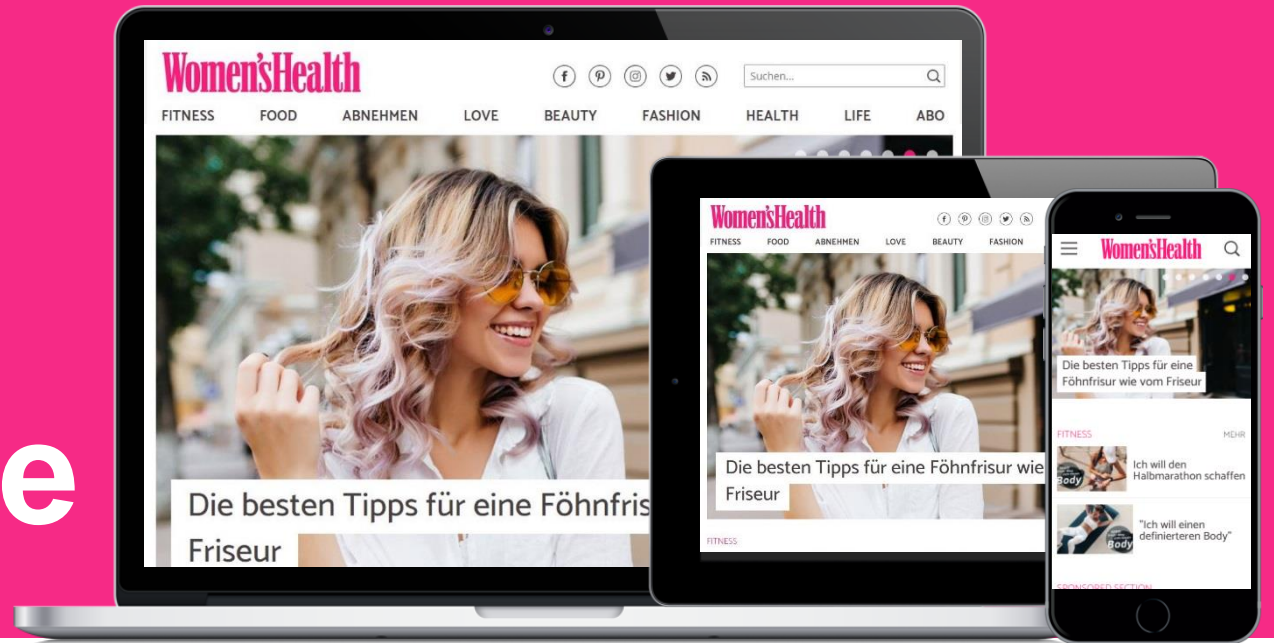 Women'sHealth
Suchen...
FITNESS FOOD ABNEHMEN LOVE BEAUTY FASHION HEALTH LIFE ABO
Die besten Tipps für eine Föhnfris
Friseur
e
Women'sHealth
FITNESS FOOD ABNEHMEN LOVE BEAUTY FASHION
Die besten Tipps für eine Föhnfrisur wie
Friseur
FITNESS
Women'sHealth
Die besten Tipps für eine
Föhnfrisur wie vom Friseur
FITNESS MEHR
Body
Ich will den
Halbmarathon schaffen
Body
"Ich will einen
definierteren Body"
SPONSORED SECTION